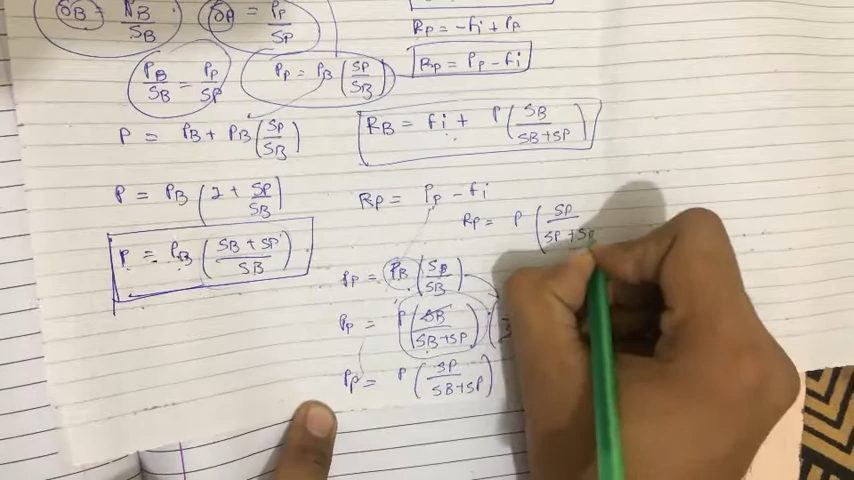 δB = PB/SB
δP = PP/SP
PB/SB = PP/SP
PP = PB (SP/SB)
P = PB + PB (SP/SB)
P = PB (1 + SP/SB)
P = PB (SB + SP/SB)
RP = -fi + PP
RP = PP - fi
RB = fi + P (SB/SB+SP)
RP = PP - fi
RP = P (SP/SP+SB
PP = PB (SP/SB)
PP = P (SB/SB+SP)
PP = P (SP/SB+SP)